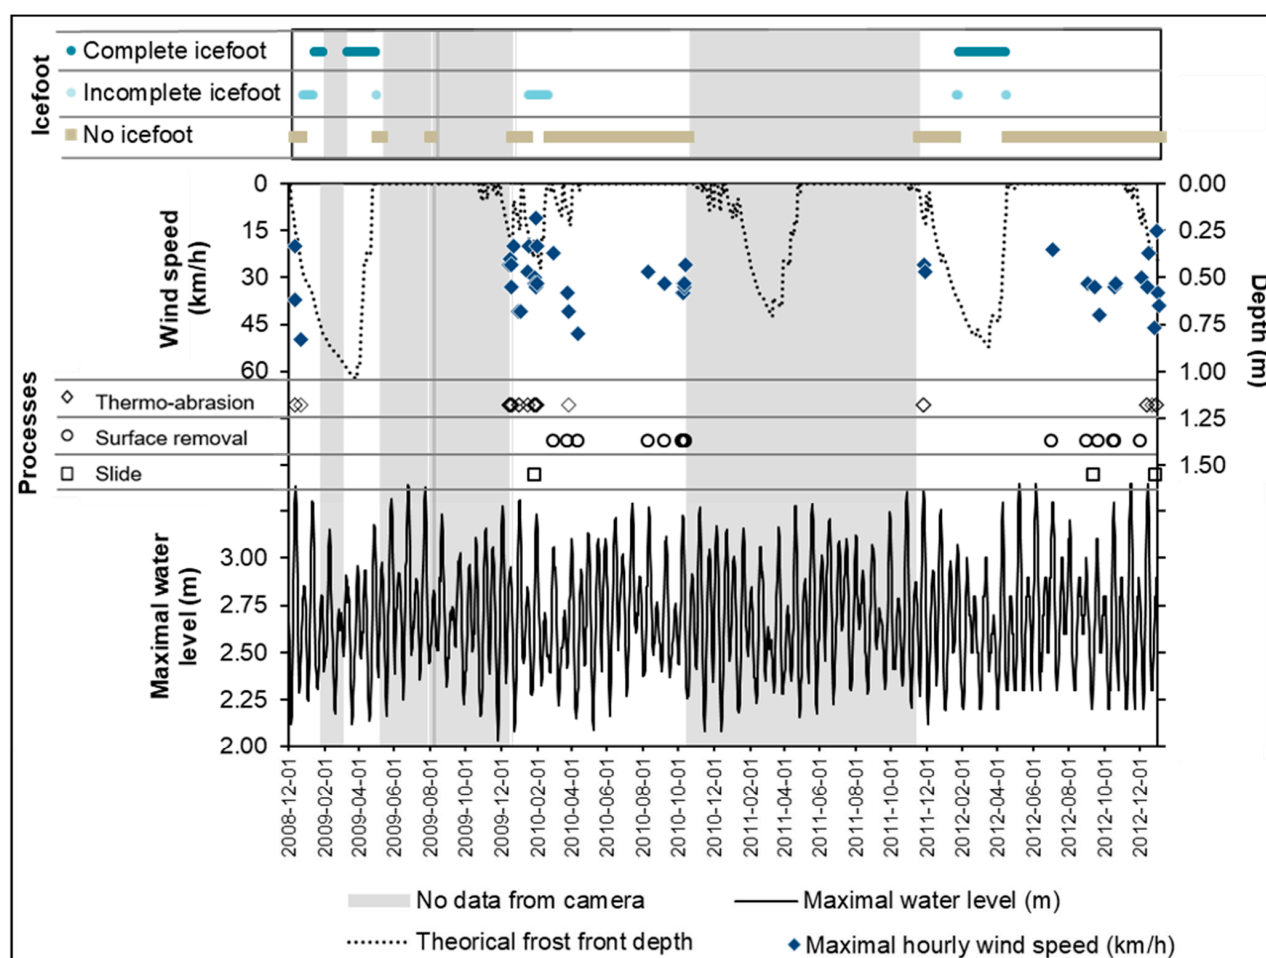 Icefoot
Complete icefoot
Incomplete icefoot
No icefoot
Wind speed
(km/h)
0
15
30
45
60
0.00
0.25
0.50
0.75
1.00
1.25
1.50
Depth (m)
Processes
Thermo-abrasion
Surface removal
Slide
Maximal water
level (m)
3.00
2.75
2.50
2.25
2.00
2008-12-01
2009-02-01
2009-04-01
2009-06-01
2009-08-01
2009-10-01
2009-12-01
2010-02-01
2010-04-01
2010-06-01
2010-08-01
2010-10-01
2010-12-01
2011-02-01
2011-04-01
2011-06-01
2011-08-01
2011-10-01
2011-12-01
2012-02-01
2012-04-01
2012-06-01
2012-08-01
2012-10-01
2012-12-01
No data from camera
Maximal water level (m)
Theorical frost front depth
Maximal hourly wind speed (km/h)